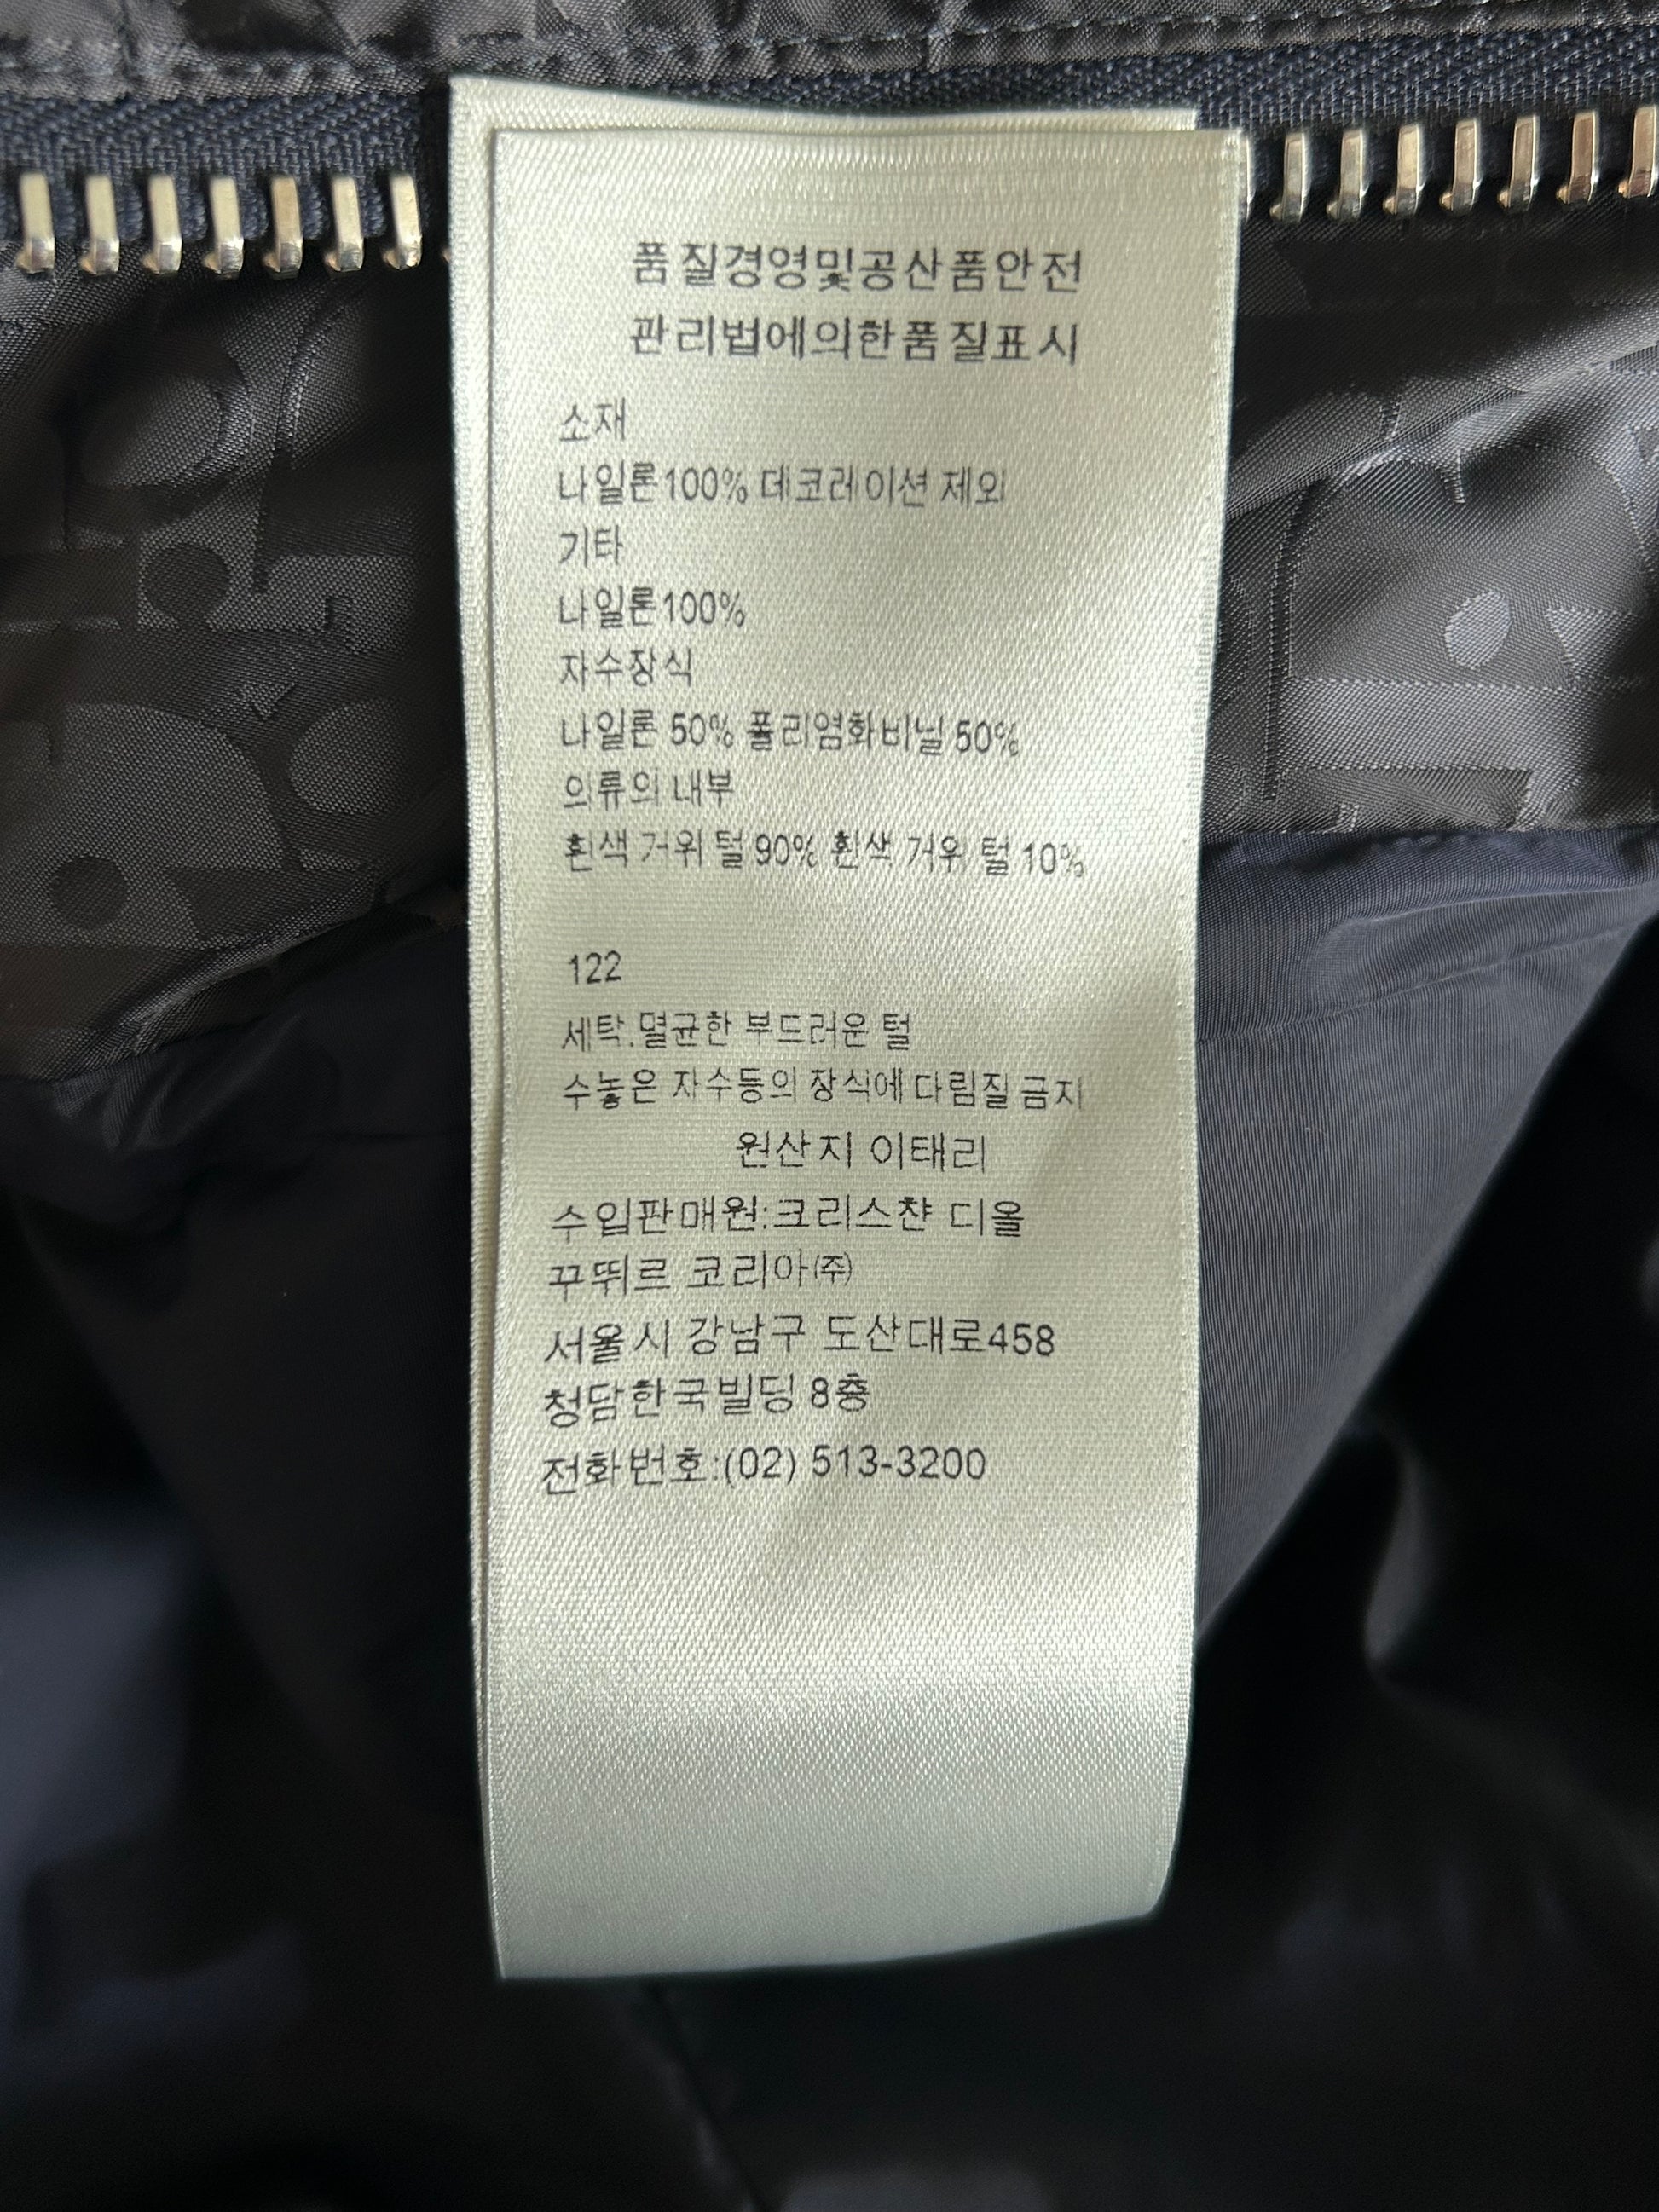 품질경영및공산품안전
관리법에의한품질표시
소재
나일론100% 데코레이션 제외
기타
나일론100%
자수장식
나일론 50% 폴리염화비닐 50%
의류의 내부
흰색 거위 털 90% 흰색 거위 털 10%
122
세탁.멸균한 부드러운 털
수놓은 자수등의 장식에 다림질 금지
원산지 이태리
수입판매원:크리스챤 디올
꾸뛰르 코리아㈜
서울시 강남구 도산대로458
청담한국빌딩 8층
전화번호:(02) 513-3200